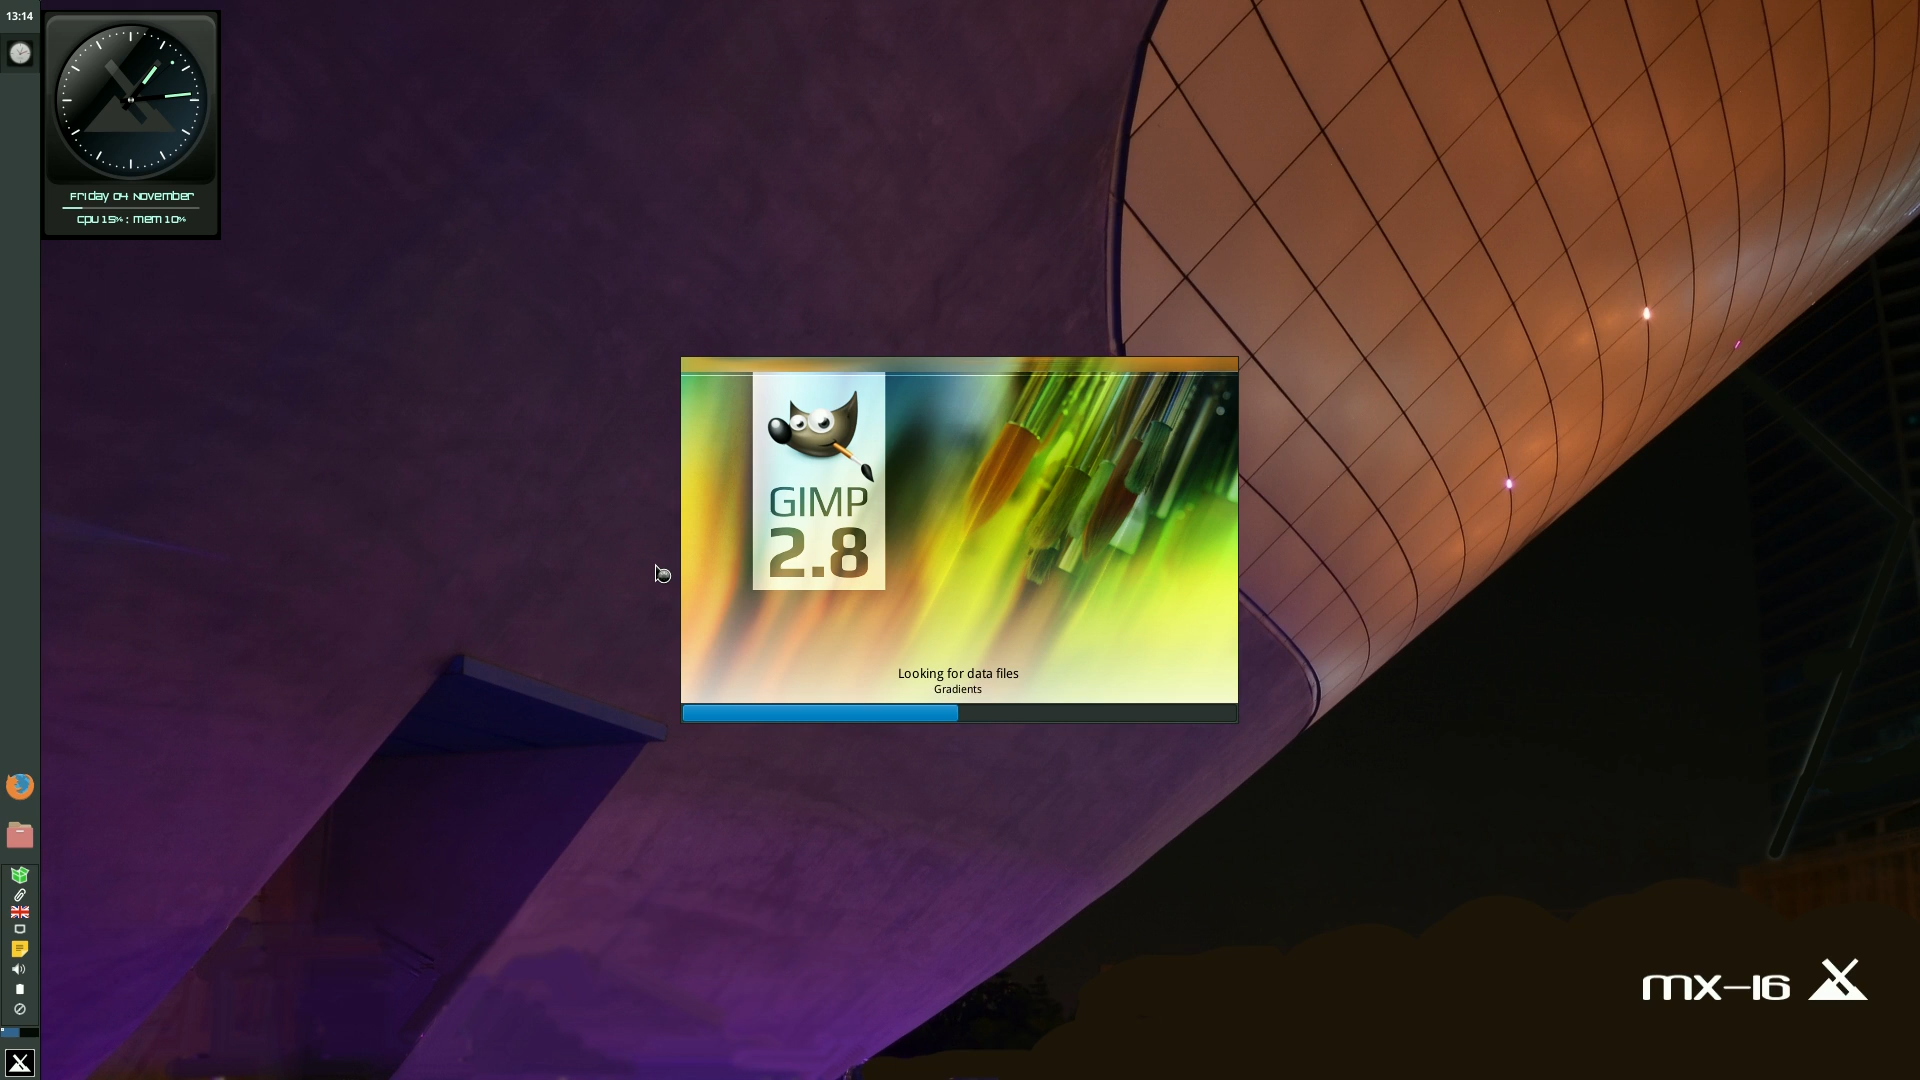 13:14
Friday 04 November
cpu 15% : mem 10%
GIMP
2.8
Looking for data files
Gradients
mx-16